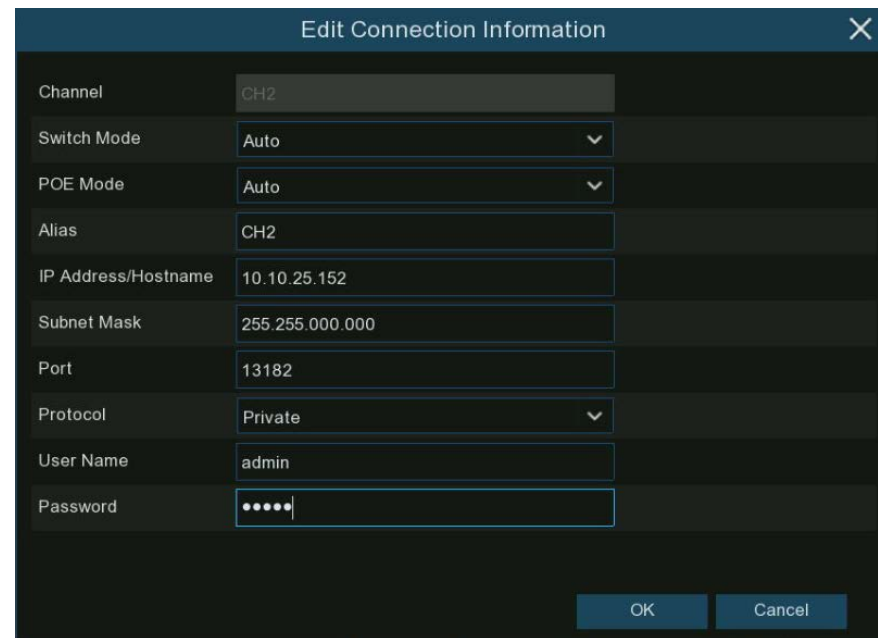 Edit Connection Information
Channel CH2
Switch Mode Auto
POE Mode Auto
Alias CH2
IP Address/Hostname 10.10.25.152
Subnet Mask 255.255.000.000
Port 13182
Protocol Private
User Name admin
Password •••••
OK Cancel